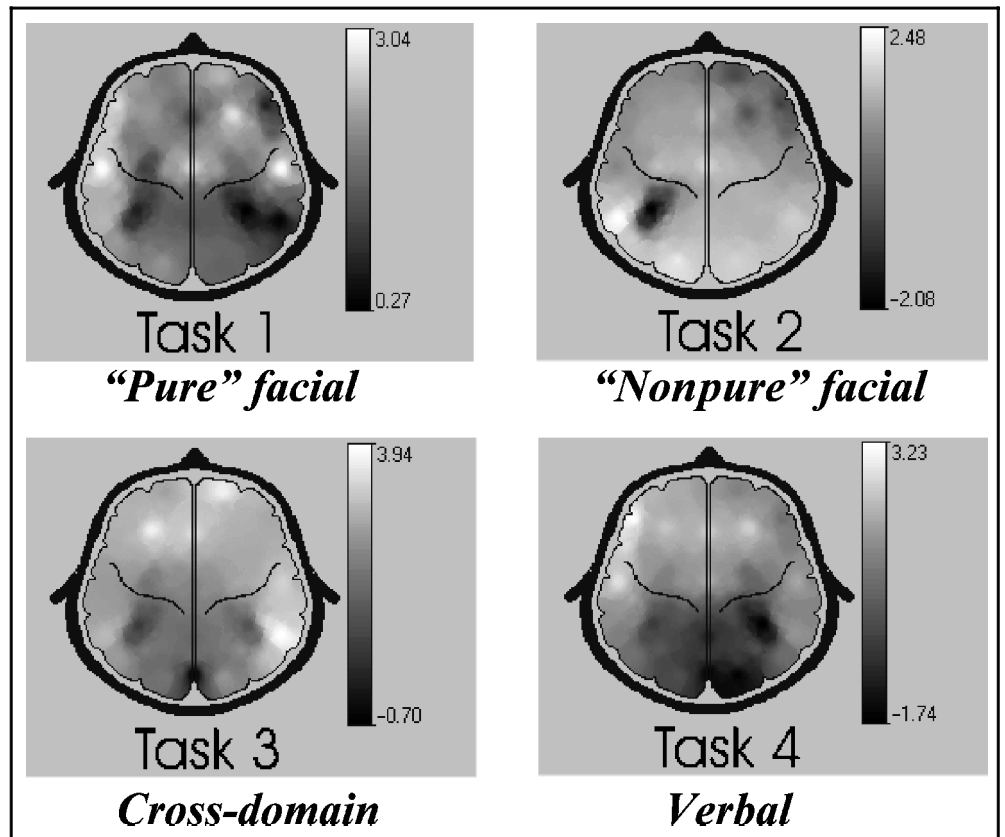 3.04
0.27
Task 1
“Pure” facial
2.48
−2.08
Task 2
“Nonpure” facial
3.94
−0.70
Task 3
Cross-domain
3.23
−1.74
Task 4
Verbal